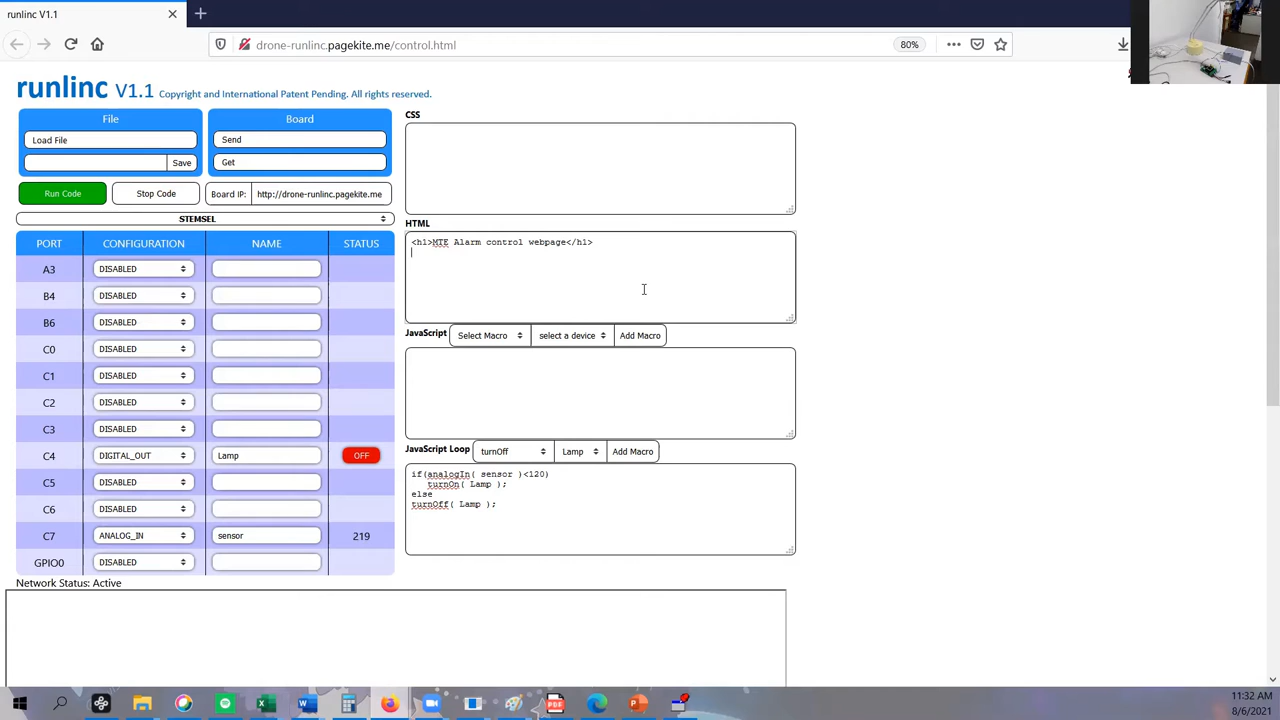 runlinc V1.1
drone-runlinc.pagekite.me/control.html
80%
runlinc V1.1 Copyright and International Patent Pending. All rights reserved.
File
Load File
Save
Board
Send
Get
Run Code
Stop Code
Board IP:
http://drone-runlinc.pagekite.me
STEMSEL
PORT CONFIGURATION NAME STATUS
A3 DISABLED
B4 DISABLED
B6 DISABLED
C0 DISABLED
C1 DISABLED
C2 DISABLED
C3 DISABLED
C4 DIGITAL_OUT Lamp OFF
C5 DISABLED
C6 DISABLED
C7 ANALOG_IN sensor 219
GPIO0 DISABLED
Network Status: Active
CSS
HTML
<h1>MTE Alarm control webpage</h1>
JavaScript Select Macro select a device Add Macro
JavaScript Loop turnOff Lamp Add Macro
if(analogIn( sensor )<120)
turnOn( Lamp );
else
turnOff( Lamp );
11:32 AM
8/6/2021